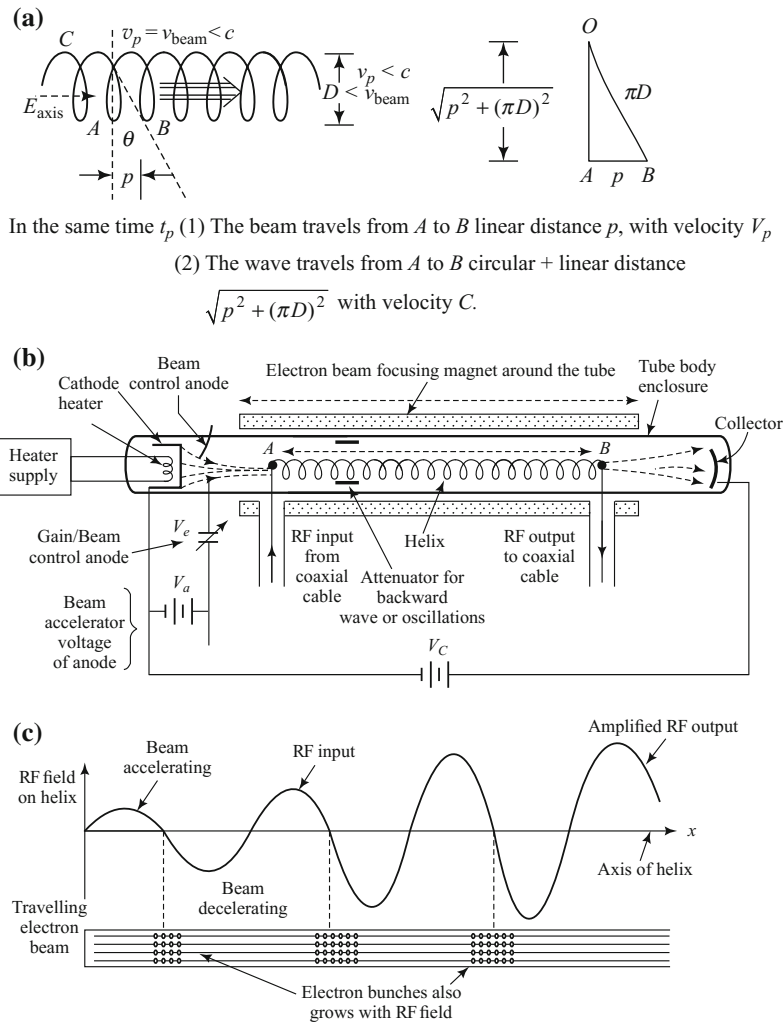 (a)
C
v_p = v_beam < c
E_axis
A
θ
B
p
D
v_p < c
< v_beam
√p² + (πD)²
O
πD
A p B
In the same time t_p (1) The beam travels from A to B linear distance p, with velocity V_p
(2) The wave travels from A to B circular + linear distance
√p² + (πD)² with velocity C.
(b)
Cathode
heater
Beam
control anode
Electron beam focusing magnet around the tube
Tube body
enclosure
Collector
Heater
supply
A
B
Gain/Beam
control anode
V_e
RF input
from
coaxial
cable
Helix
RF output
to coaxial
cable
Attenuator for
backward
wave or oscillations
Beam
accelerator
voltage
of anode
V_a
V_C
(c)
RF field
on helix
Beam
accelerating
RF input
Amplified RF output
x
Axis of helix
Beam
decelerating
Travelling
electron
beam
Electron bunches also
grows with RF field